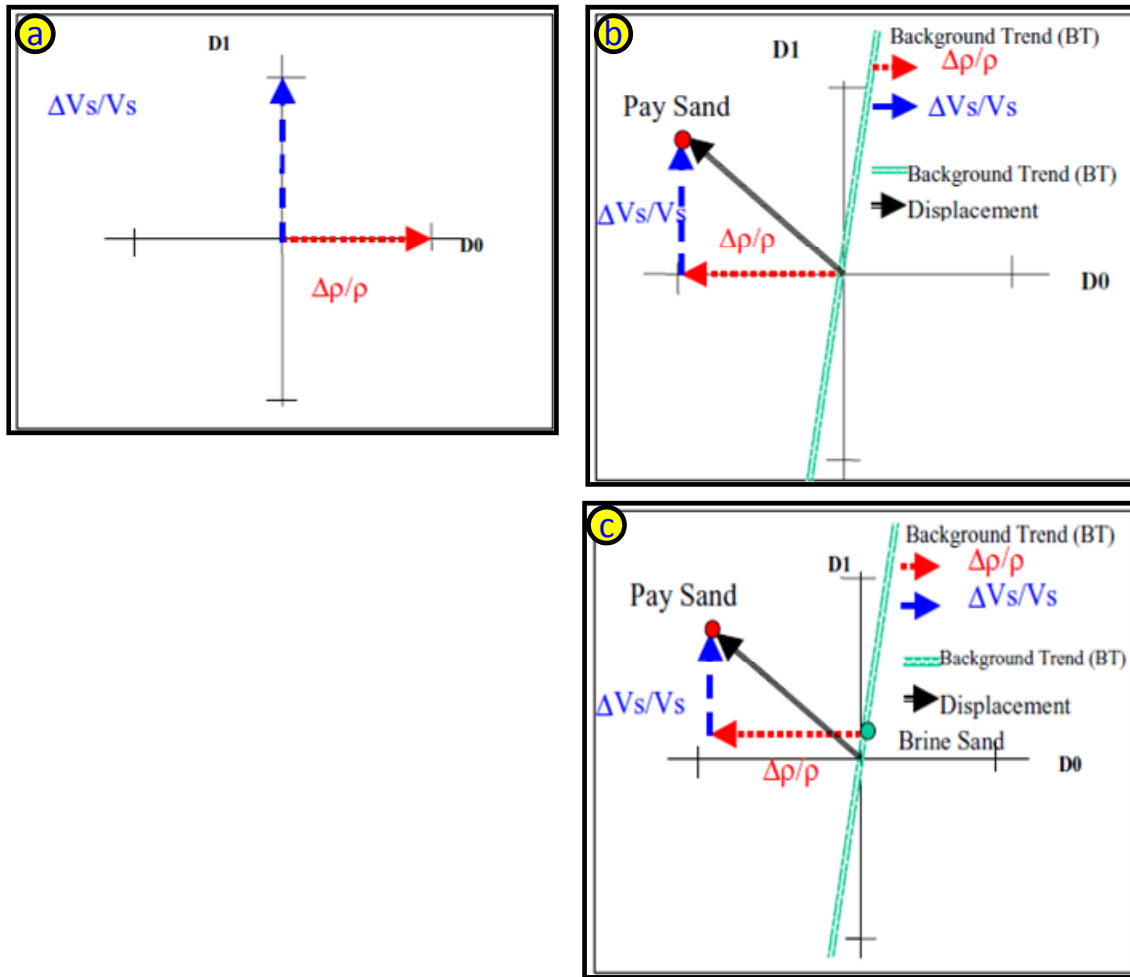 a
D1
ΔVs/Vs
D0
Δρ/ρ
b
Background Trend (BT)
D1
Δρ/ρ
Pay Sand
ΔVs/Vs
Background Trend (BT)
Displacement
ΔVs/Vs
Δρ/ρ
D0
c
Background Trend (BT)
D1
Δρ/ρ
Pay Sand
ΔVs/Vs
Background Trend (BT)
ΔVs/Vs
Displacement
Brine Sand
Δρ/ρ
D0